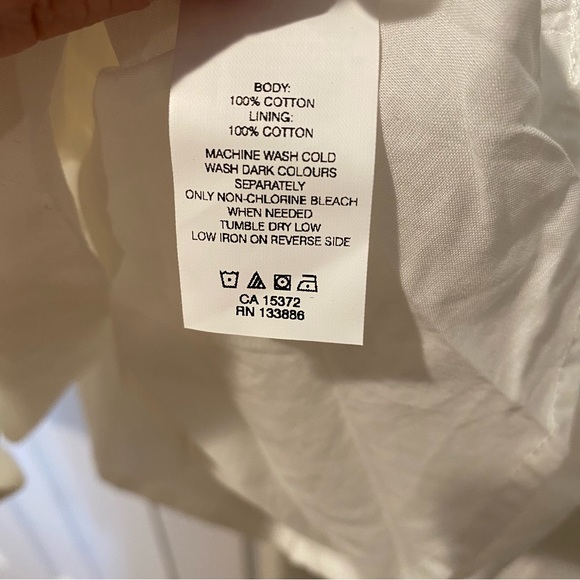 BODY:
100% COTTON
LINING:
100% COTTON
MACHINE WASH COLD
WASH DARK COLOURS
SEPARATELY
ONLY NON-CHLORINE BLEACH
WHEN NEEDED
TUMBLE DRY LOW
LOW IRON ON REVERSE SIDE
CA 15372
RN 133886